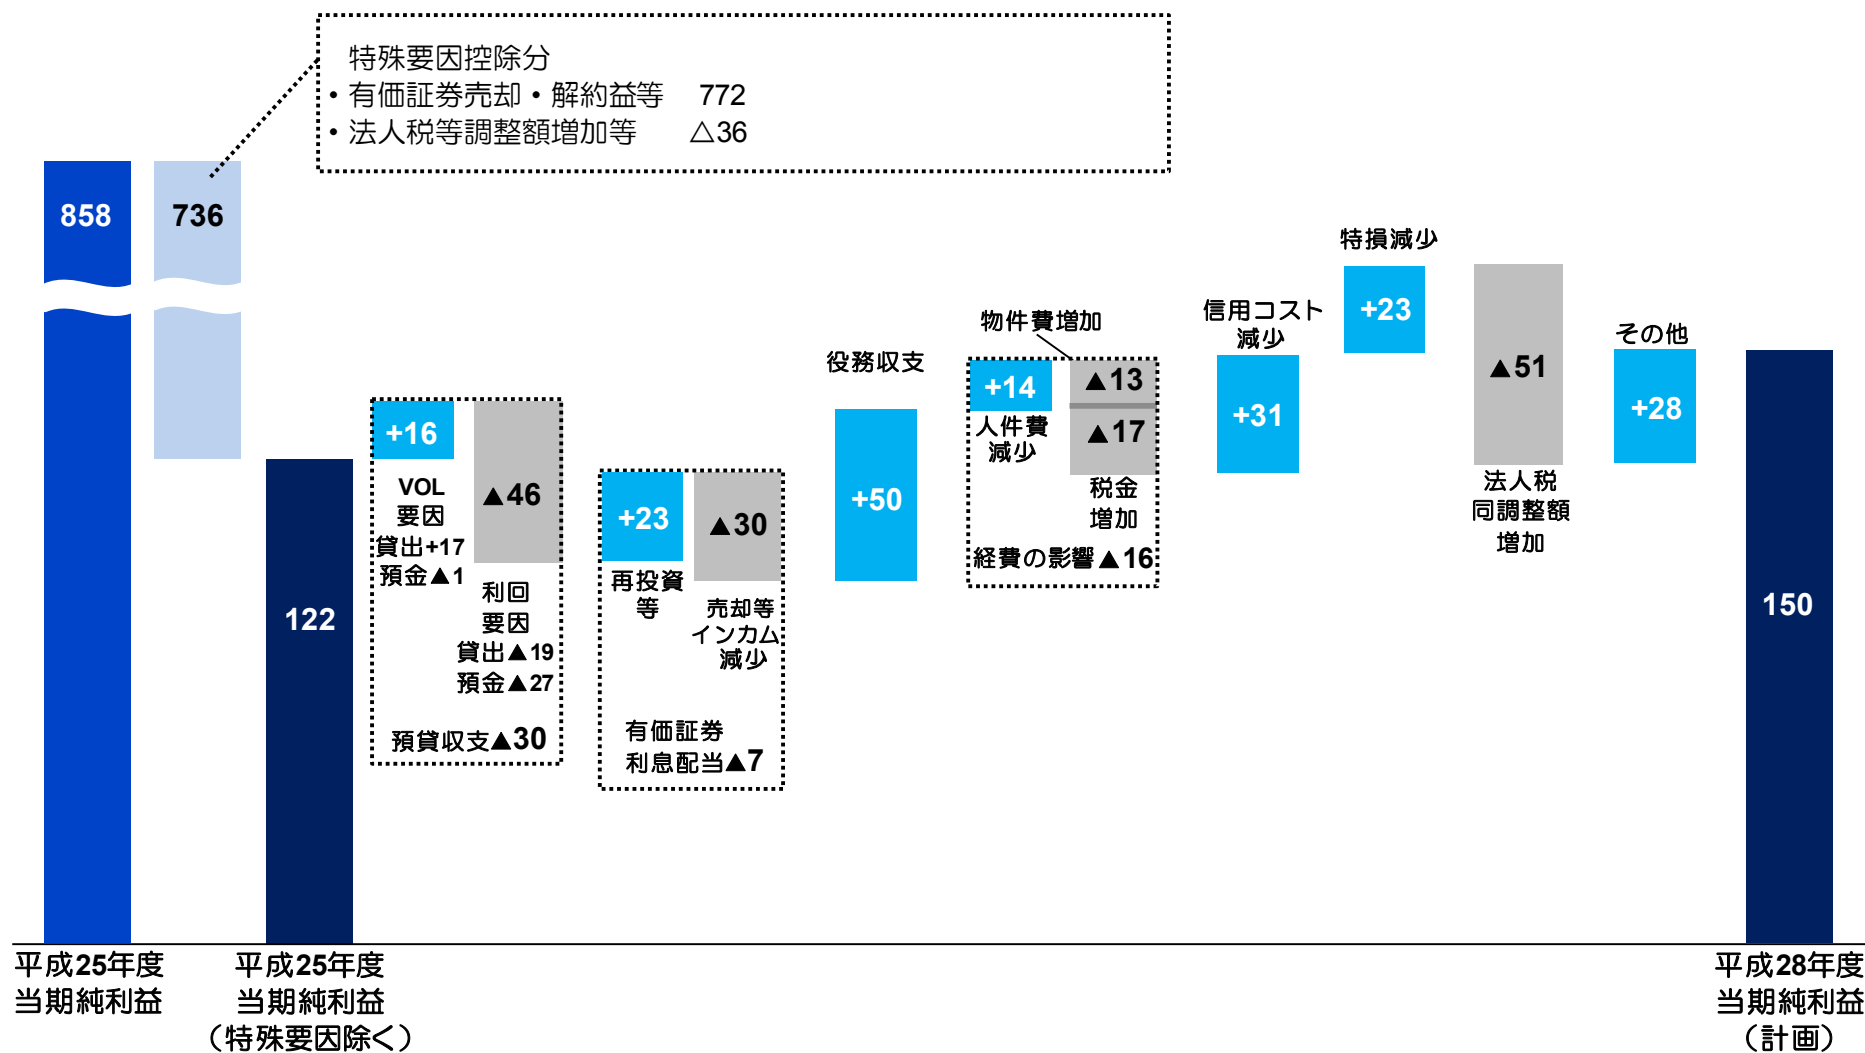 特殊要因控除分
・有価証券売却・解約益等 772
・法人税等調整額増加等 △36
858
736
122
+16
VOL
要因
貸出+17
預金▲1
▲46
利回
要因
貸出▲19
預金▲27
預貸収支▲30
+23
再投資
等
▲30
売却等
インカム
減少
有価証券
利息配当▲7
役務収支
+50
物件費増加
+14
人件費
減少
▲13
▲17
税金
増加
経費の影響▲16
信用コスト
減少
+31
特損減少
+23
▲51
法人税
同調整額
増加
その他
+28
150
平成25年度
当期純利益
平成25年度
当期純利益
（特殊要因除く）
平成28年度
当期純利益
（計画）